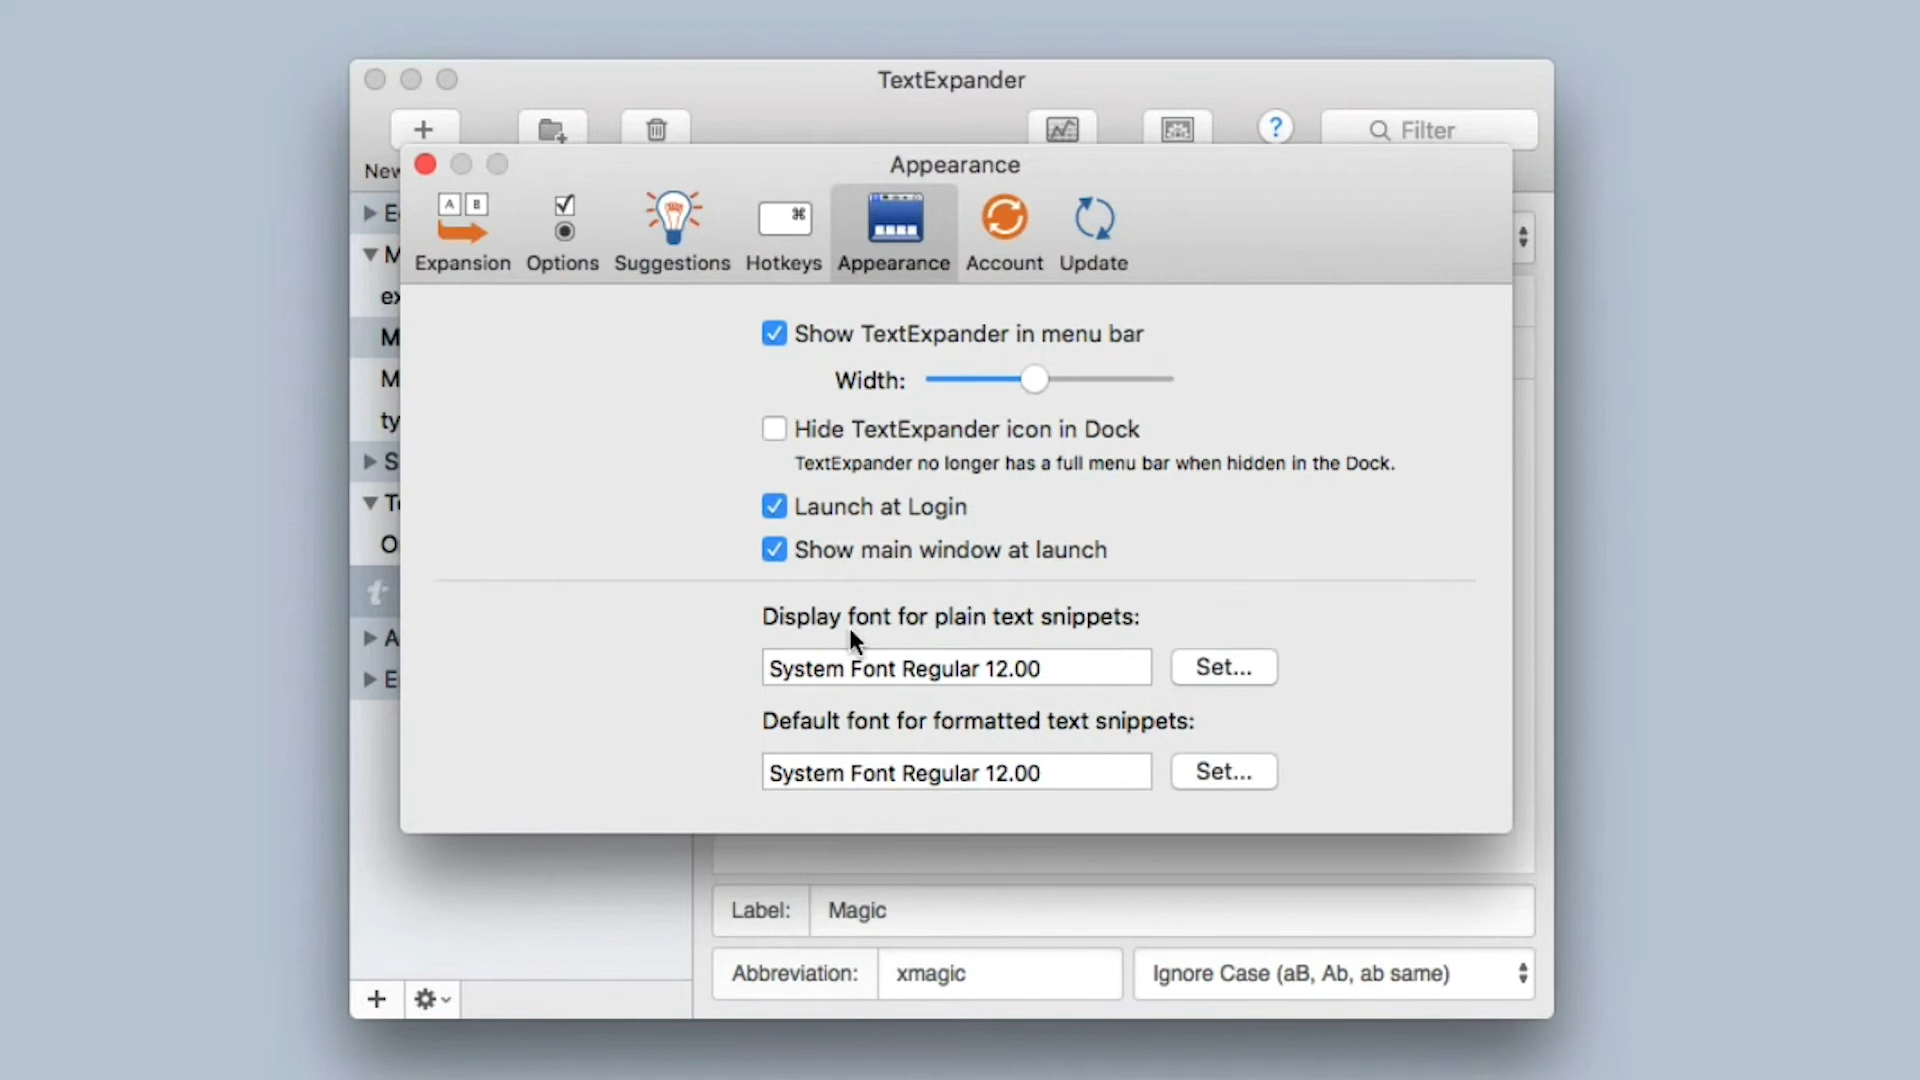 TextExpander
Filter
New
Appearance
A B
⌘
Expansion Options Suggestions Hotkeys Appearance Account Update
Show TextExpander in menu bar
Width:
Hide TextExpander icon in Dock
TextExpander no longer has a full menu bar when hidden in the Dock.
Launch at Login
Show main window at launch
Display font for plain text snippets:
System Font Regular 12.00 Set...
Default font for formatted text snippets:
System Font Regular 12.00 Set...
Label: Magic
Abbreviation: xmagic Ignore Case (aB, Ab, ab same)